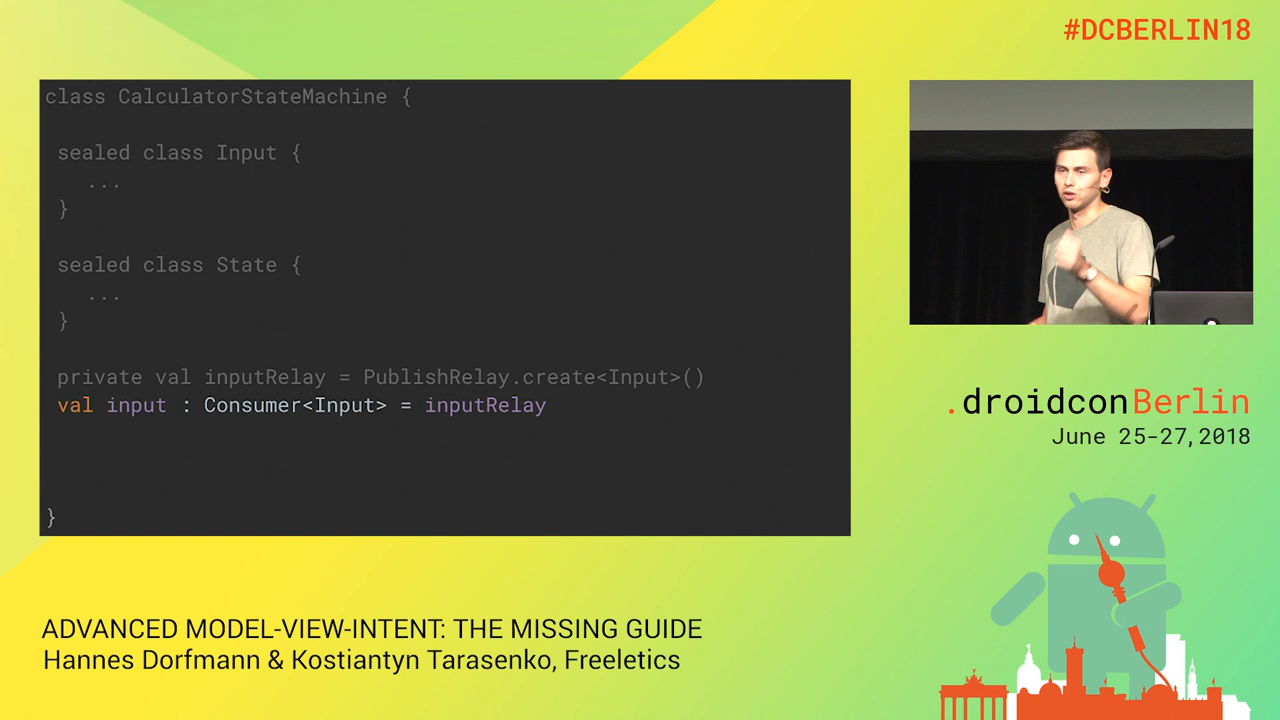 #DCBERLIN18
class CalculatorStateMachine {
sealed class Input {
...
}
sealed class State {
...
}
private val inputRelay = PublishRelay.create<Input>()
val input : Consumer<Input> = inputRelay
}
.droidconBerlin
June 25-27, 2018
ADVANCED MODEL-VIEW-INTENT: THE MISSING GUIDE
Hannes Dorfmann & Kostiantyn Tarasenko, Freeletics